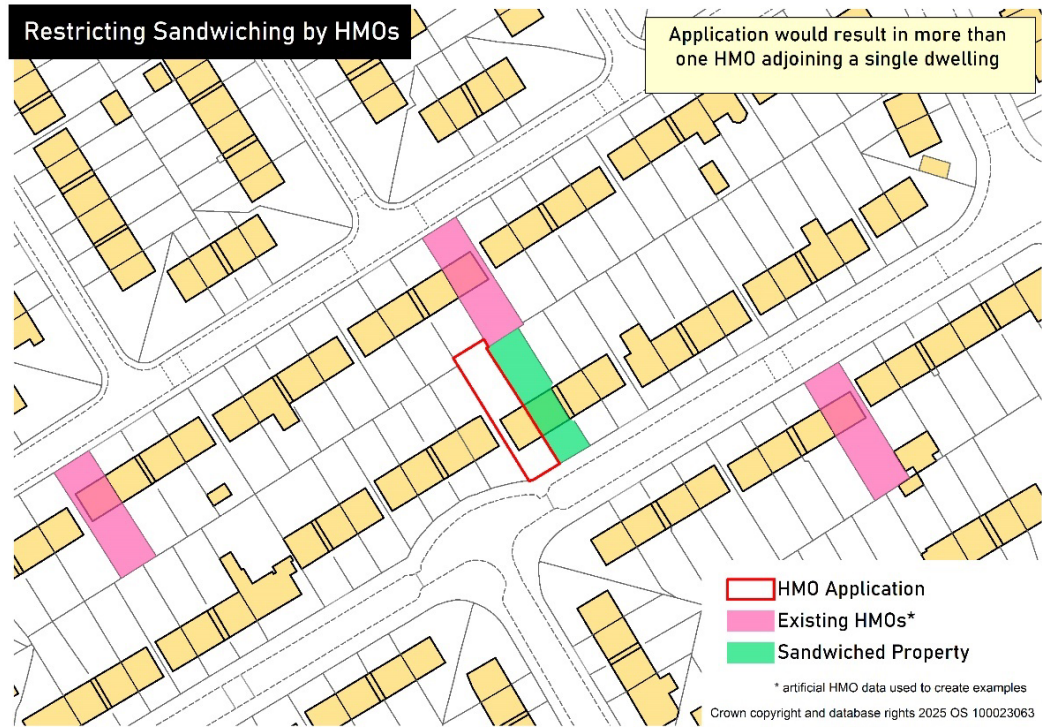 Restricting Sandwiching by HMOs
Application would result in more than
one HMO adjoining a single dwelling
HMO Application
Existing HMOs*
Sandwiched Property
* artificial HMO data used to create examples
Crown copyright and database rights 2025 OS 100023063